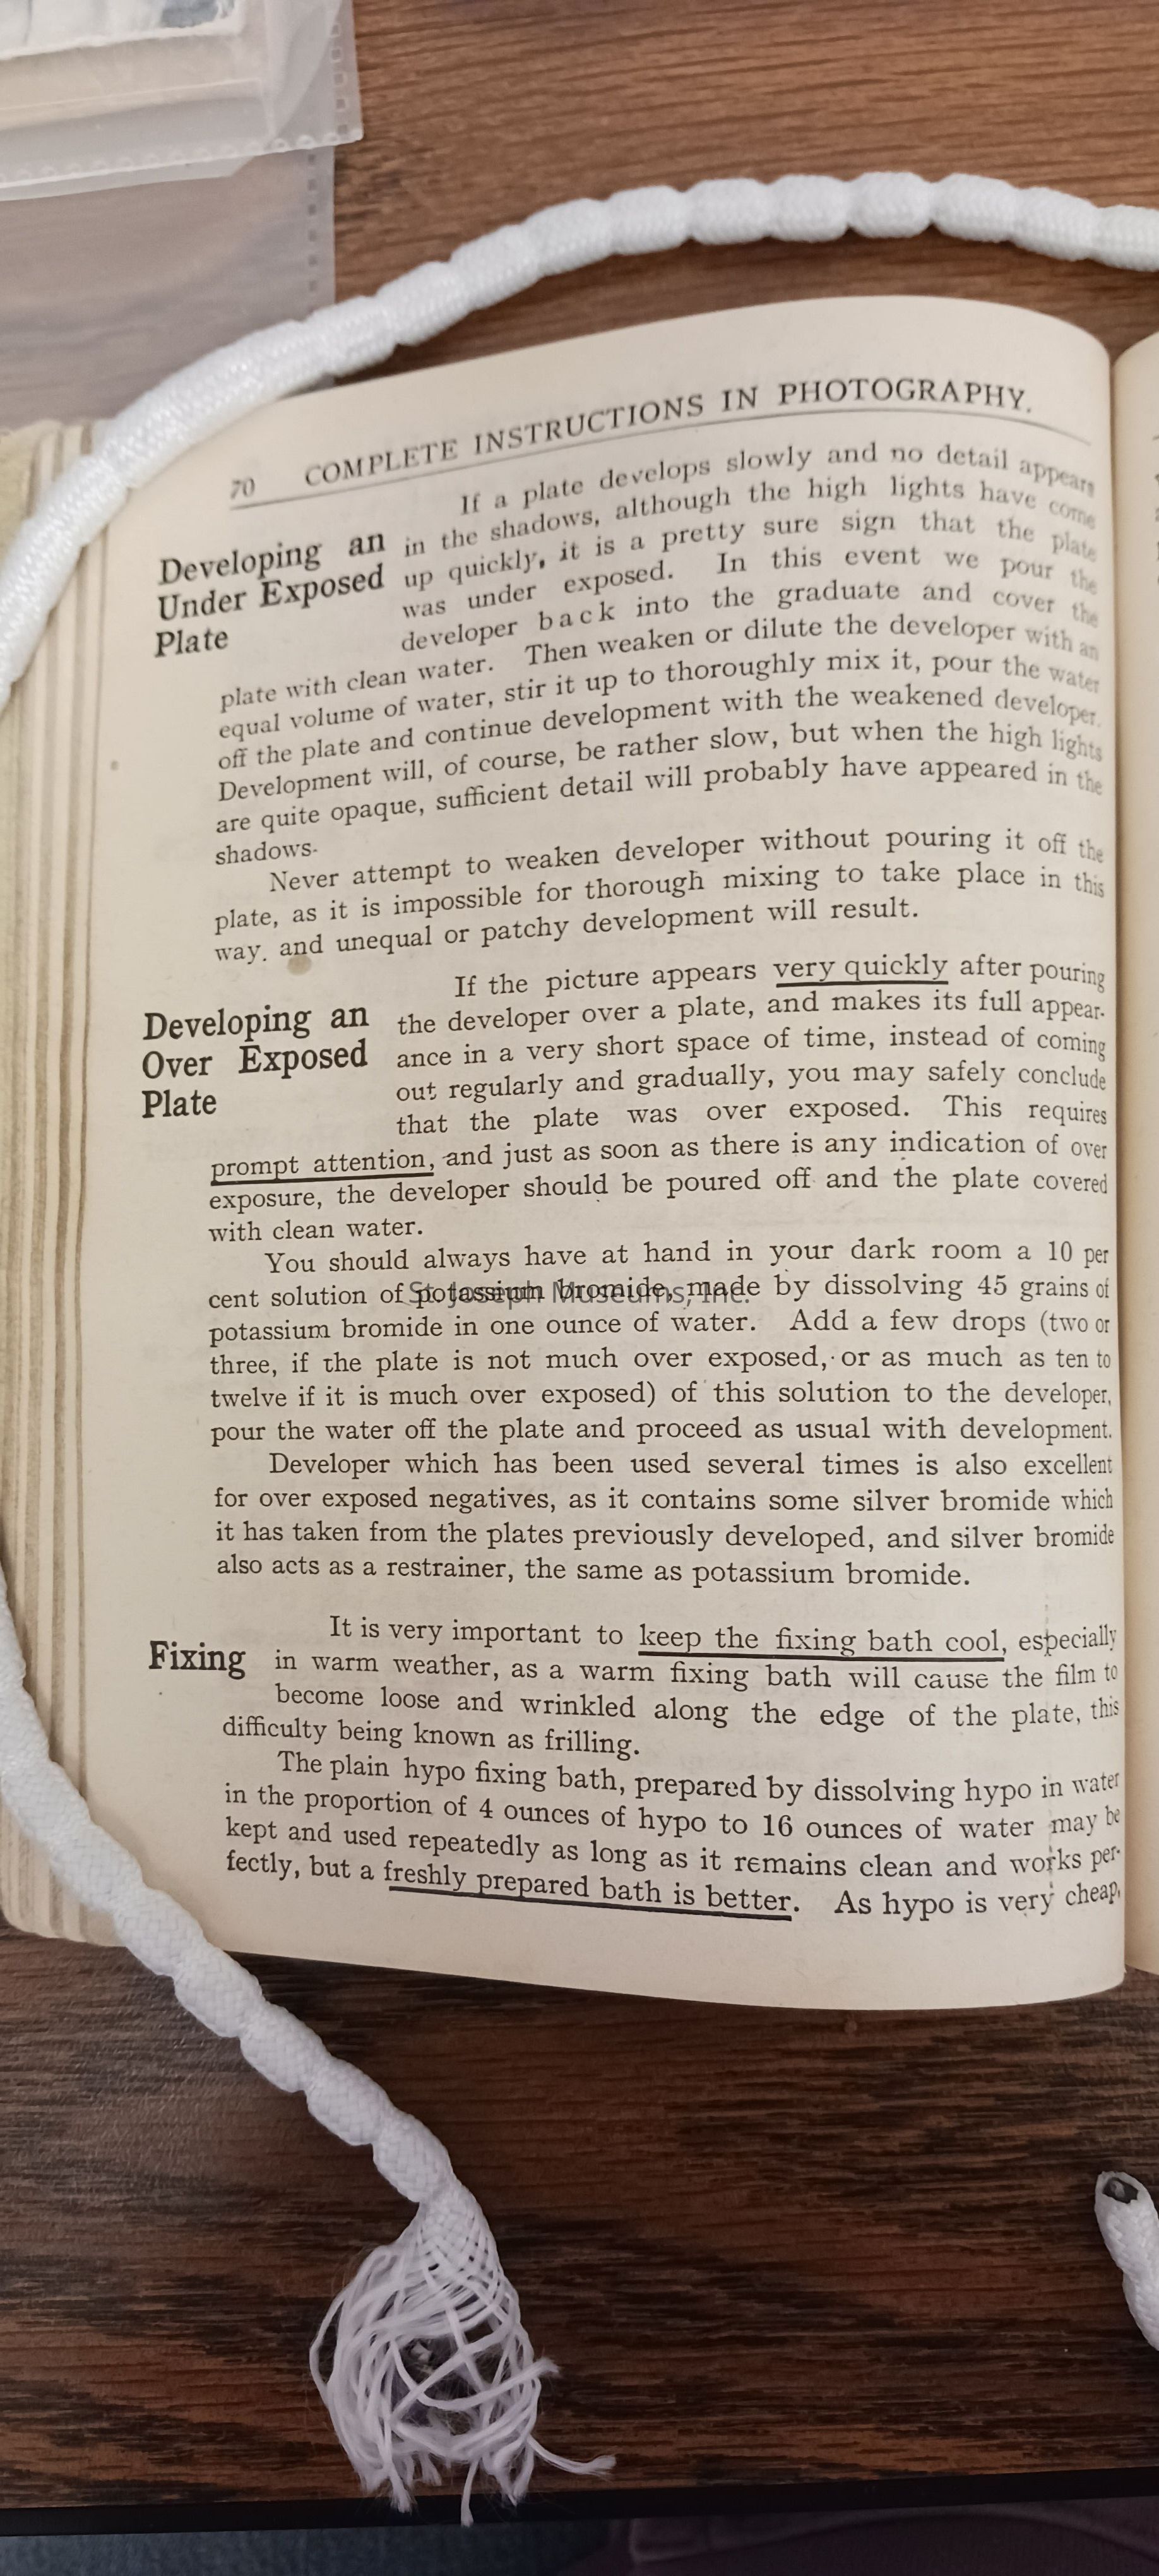 70 COMPLETE INSTRUCTIONS IN PHOTOGRAPHY.
Developing an
Under Exposed
Plate
If a plate develops slowly and no detail appears
in the shadows, although the high lights have come
up quickly, it is a pretty sure sign that the plate
was under exposed. In this event we pour the
developer back into the graduate and cover the
plate with clean water. Then weaken or dilute the developer with an
equal volume of water, stir it up to thoroughly mix it, pour the water
off the plate and continue development with the weakened developer.
Development will, of course, be rather slow, but when the high lights
are quite opaque, sufficient detail will probably have appeared in the
shadows.
Never attempt to weaken developer without pouring it off the
plate, as it is impossible for thorough mixing to take place in this
way. and unequal or patchy development will result.
Developing an
Over Exposed
Plate
If the picture appears very quickly after pouring
the developer over a plate, and makes its full appear-
ance in a very short space of time, instead of coming
out regularly and gradually, you may safely conclude
that the plate was over exposed. This requires
prompt attention, and just as soon as there is any indication of over
exposure, the developer should be poured off and the plate covered
with clean water.
You should always have at hand in your dark room a 10 per
cent solution of potassium bromide, made by dissolving 45 grains of
St. Joseph Museums, Inc.
potassium bromide in one ounce of water. Add a few drops (two or
three, if the plate is not much over exposed, or as much as ten to
twelve if it is much over exposed) of this solution to the developer,
pour the water off the plate and proceed as usual with development.
Developer which has been used several times is also excellent
for over exposed negatives, as it contains some silver bromide which
it has taken from the plates previously developed, and silver bromide
also acts as a restrainer, the same as potassium bromide.
Fixing
It is very important to keep the fixing bath cool, especially
in warm weather, as a warm fixing bath will cause the film to
become loose and wrinkled along the edge of the plate, this
difficulty being known as frilling.
The plain hypo fixing bath, prepared by dissolving hypo in water
in the proportion of 4 ounces of hypo to 16 ounces of water may be
kept and used repeatedly as long as it remains clean and works per-
fectly, but a freshly prepared bath is better. As hypo is very cheap,